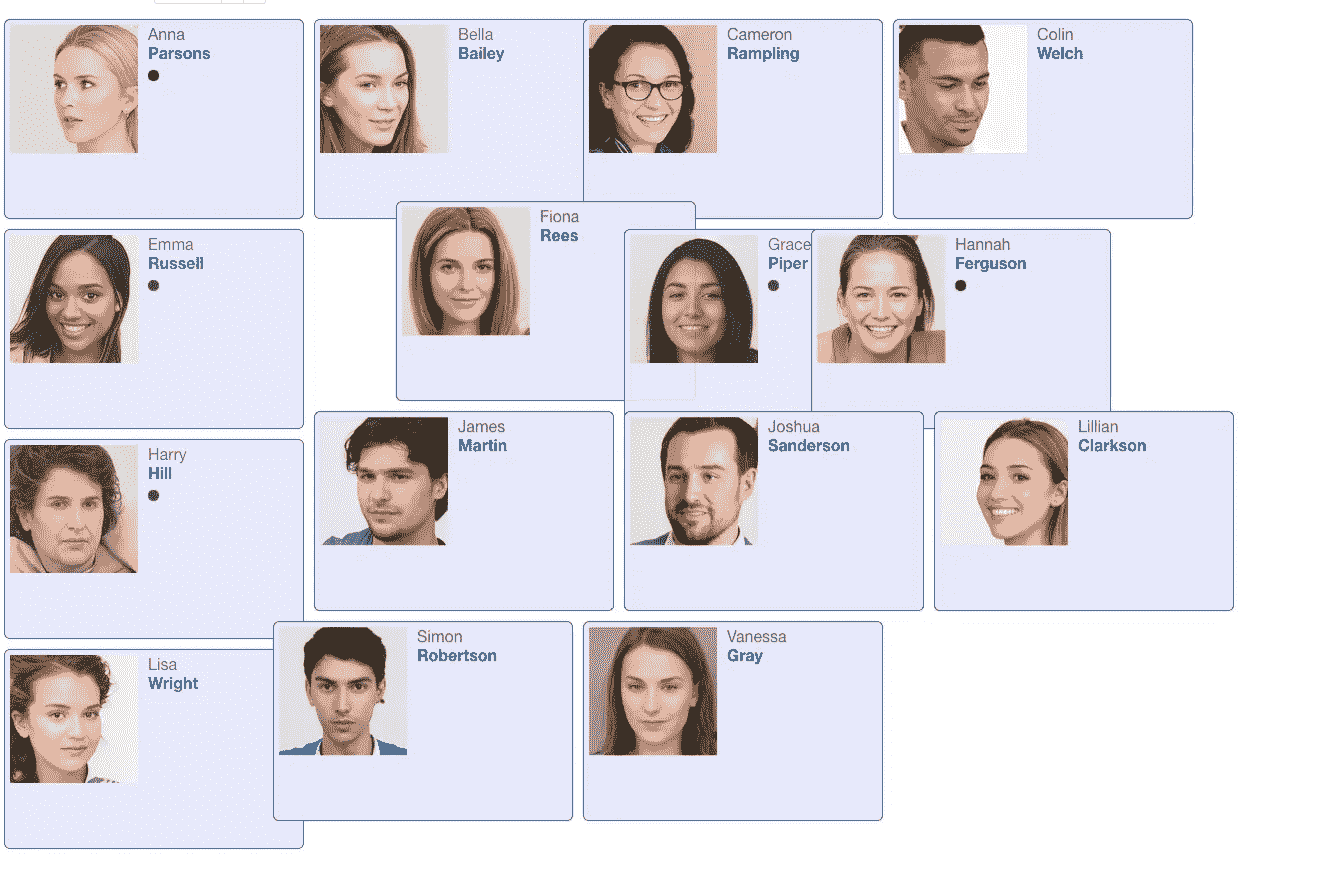 Anna
Parsons
Bella
Bailey
Cameron
Rampling
Colin
Welch
Fiona
Rees
Emma
Russell
Grace
Piper
Hannah
Ferguson
James
Martin
Joshua
Sanderson
Lillian
Clarkson
Harry
Hill
Simon
Robertson
Vanessa
Gray
Lisa
Wright